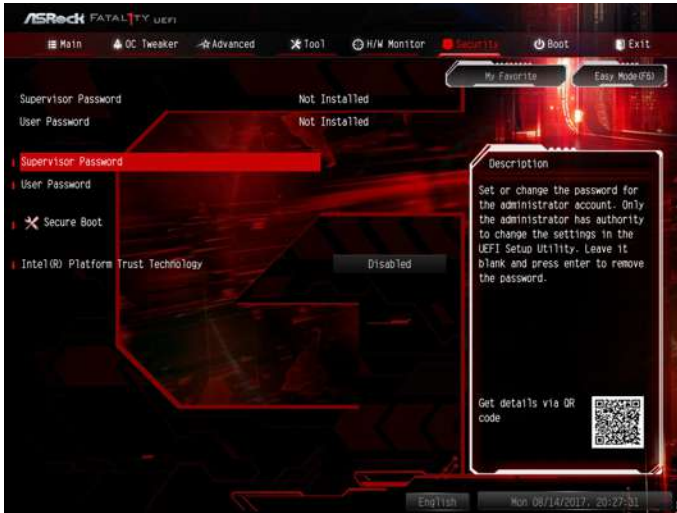 ASRock FATAL1TY UEFI
Main OC Tweaker Advanced Tool H/W Monitor Security Boot Exit
My Favorite Easy Mode(F6)
Supervisor Password Not Installed
User Password Not Installed
Supervisor Password
User Password
Secure Boot
Intel(R) Platform Trust Technology Disabled
Description
Set or change the password for
the administrator account. Only
the administrator has authority
to change the settings in the
UEFI Setup Utility. Leave it
blank and press enter to remove
the password.
Get details via QR
code
English Mon 08/14/2017. 20:27:31